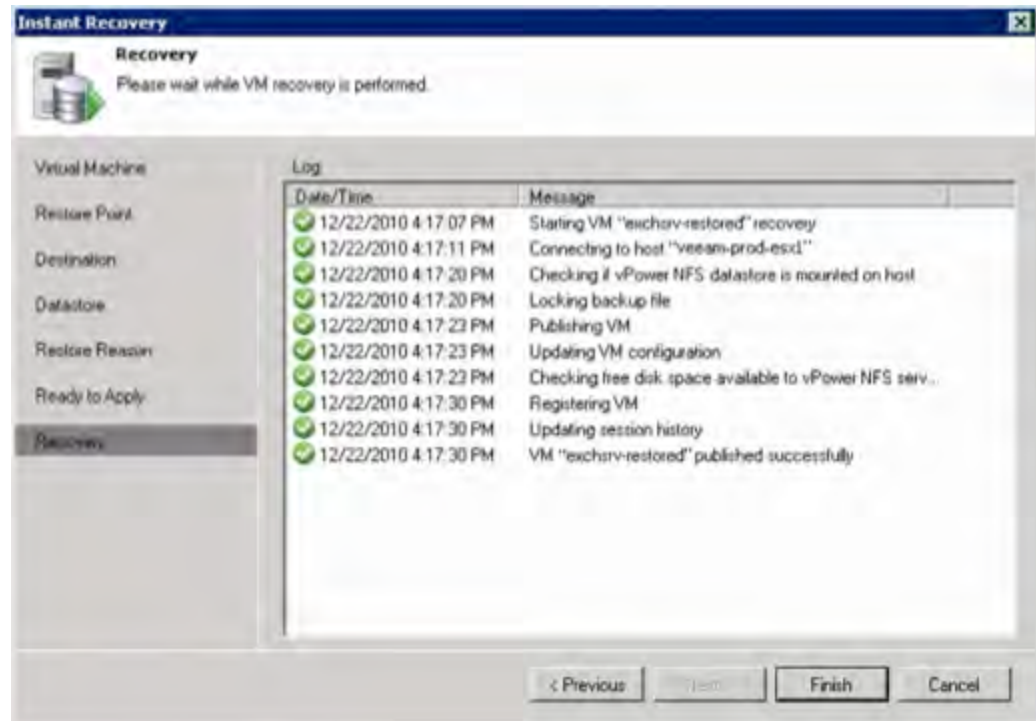 Instant Recovery
Recovery
Please wait while VM recovery is performed.
Virtual Machine
Restore Point
Destination
Datastore
Restore Reason
Ready to Apply
Recovery
Log
Date/Time Message
12/22/2010 4:17:07 PM Starting VM "exchsrv-restored" recovery
12/22/2010 4:17:11 PM Connecting to host "veeam-prod-esx1"
12/22/2010 4:17:20 PM Checking if vPower NFS datastore is mounted on host
12/22/2010 4:17:20 PM Locking backup file
12/22/2010 4:17:23 PM Publishing VM
12/22/2010 4:17:23 PM Updating VM configuration
12/22/2010 4:17:23 PM Checking free disk space available to vPower NFS serv...
12/22/2010 4:17:30 PM Registering VM
12/22/2010 4:17:30 PM Updating session history
12/22/2010 4:17:30 PM VM "exchsrv-restored" published successfully
< Previous Next > Finish Cancel